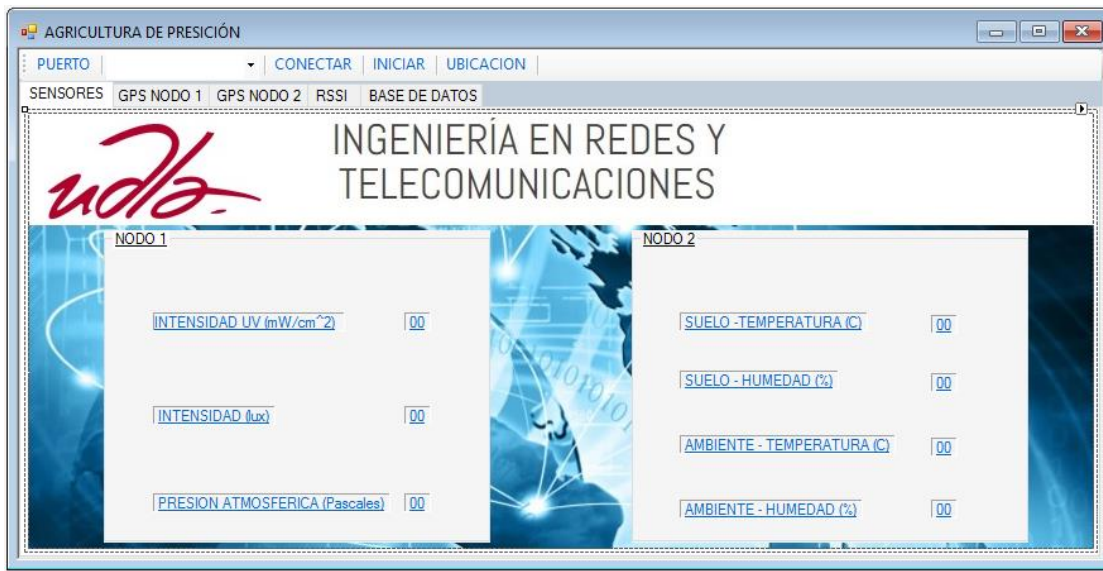 AGRICULTURA DE PRESICIÓN
PUERTO CONECTAR INICIAR UBICACION
SENSORES GPS NODO 1 GPS NODO 2 RSSI BASE DE DATOS
udla-
INGENIERÍA EN REDES Y
TELECOMUNICACIONES
NODO 1
INTENSIDAD UV (mW/cm^2) 00
INTENSIDAD (lux) 00
PRESION ATMOSFERICA (Pascales) 00
NODO 2
SUELO -TEMPERATURA (C) 00
SUELO - HUMEDAD (%) 00
AMBIENTE - TEMPERATURA (C) 00
AMBIENTE - HUMEDAD (%) 00